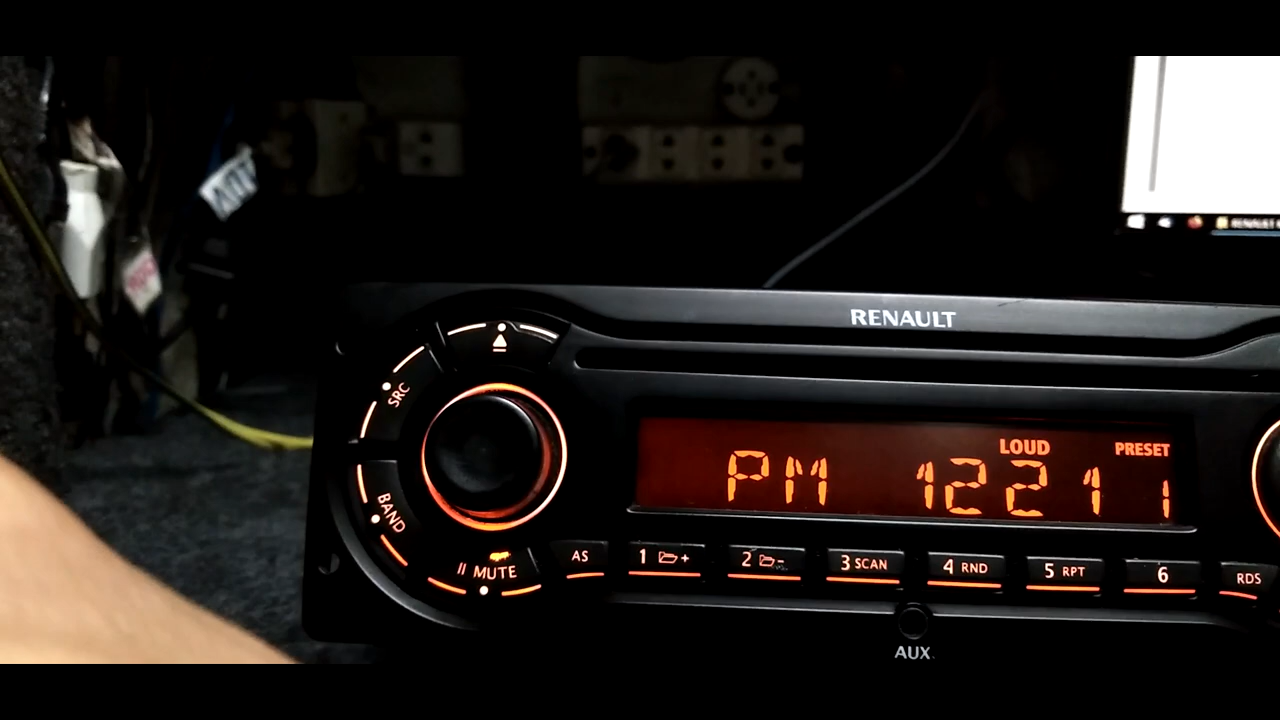 RENAULT
SRC
LOUD PRESET
PM 1221 1
BAND
II MUTE
AS
1 +
2 -
3 SCAN
4 RND
5 RPT
6
RDS
AUX